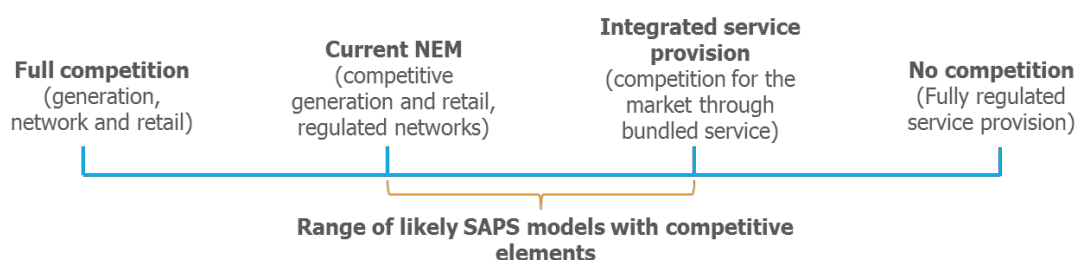 Full competition
(generation,
network and retail)
Current NEM
(competitive
generation and retail,
regulated networks)
Integrated service
provision
(competition for the
market through
bundled service)
No competition
(Fully regulated
service provision)
Range of likely SAPS models with competitive
elements